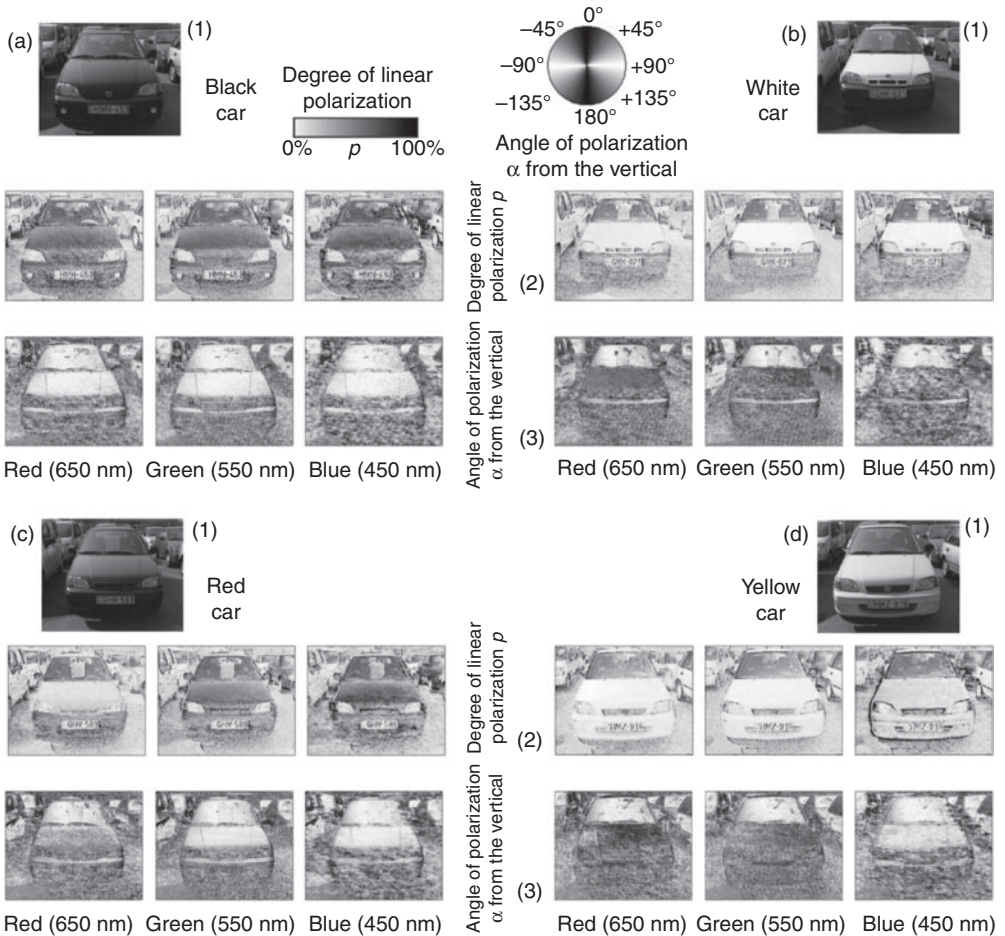 (a)
(1)
Black
car
Degree of linear
polarization
0% p 100%
0°
–45° +45°
–90° +90°
–135° +135°
180°
Angle of polarization
α from the vertical
(b)
(1)
White
car
Degree of linear
polarization p
(2)
Angle of polarization
α from the vertical
(3)
Red (650 nm) Green (550 nm) Blue (450 nm)
Red (650 nm) Green (550 nm) Blue (450 nm)
(c)
(1)
Red
car
(d)
(1)
Yellow
car
Degree of linear
polarization p
(2)
Angle of polarization
α from the vertical
(3)
Red (650 nm) Green (550 nm) Blue (450 nm)
Red (650 nm) Green (550 nm) Blue (450 nm)